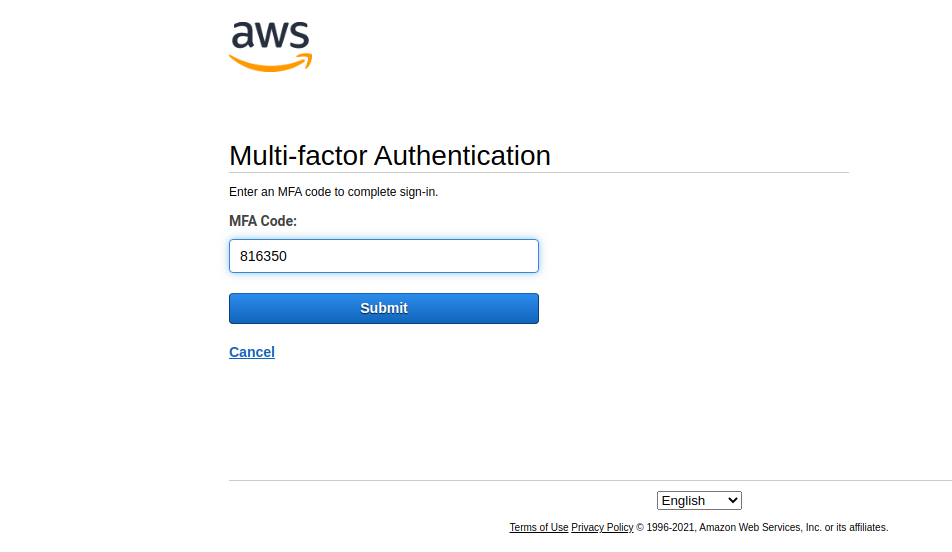 aws
Multi-factor Authentication
Enter an MFA code to complete sign-in.
MFA Code:
816350
Submit
Cancel
English
Terms of Use Privacy Policy © 1996-2021, Amazon Web Services, Inc. or its affiliates.